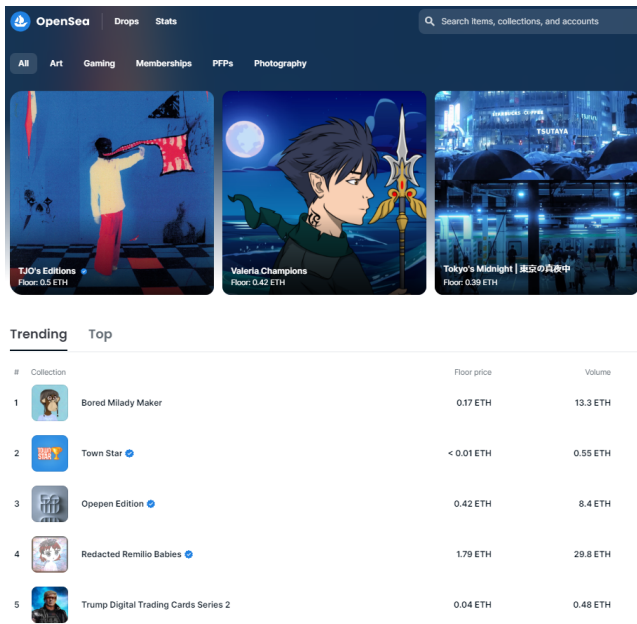 OpenSea
Drops
Stats
Search items, collections, and accounts
All
Art
Gaming
Memberships
PFPs
Photography
TJO's Editions
Floor: 0.5 ETH
Valeria Champions
Floor: 0.42 ETH
STARBUCKS COFFEE
TSUTAYA
Tokyo's Midnight | 東京の真夜中
Floor: 0.39 ETH
Trending
Top
# Collection Floor price Volume
1 Bored Milady Maker 0.17 ETH 13.3 ETH
TOWN
STAR
2 Town Star < 0.01 ETH 0.55 ETH
3 Opepen Edition 0.42 ETH 8.4 ETH
4 Redacted Remilio Babies 1.79 ETH 29.8 ETH
5 Trump Digital Trading Cards Series 2 0.04 ETH 0.48 ETH